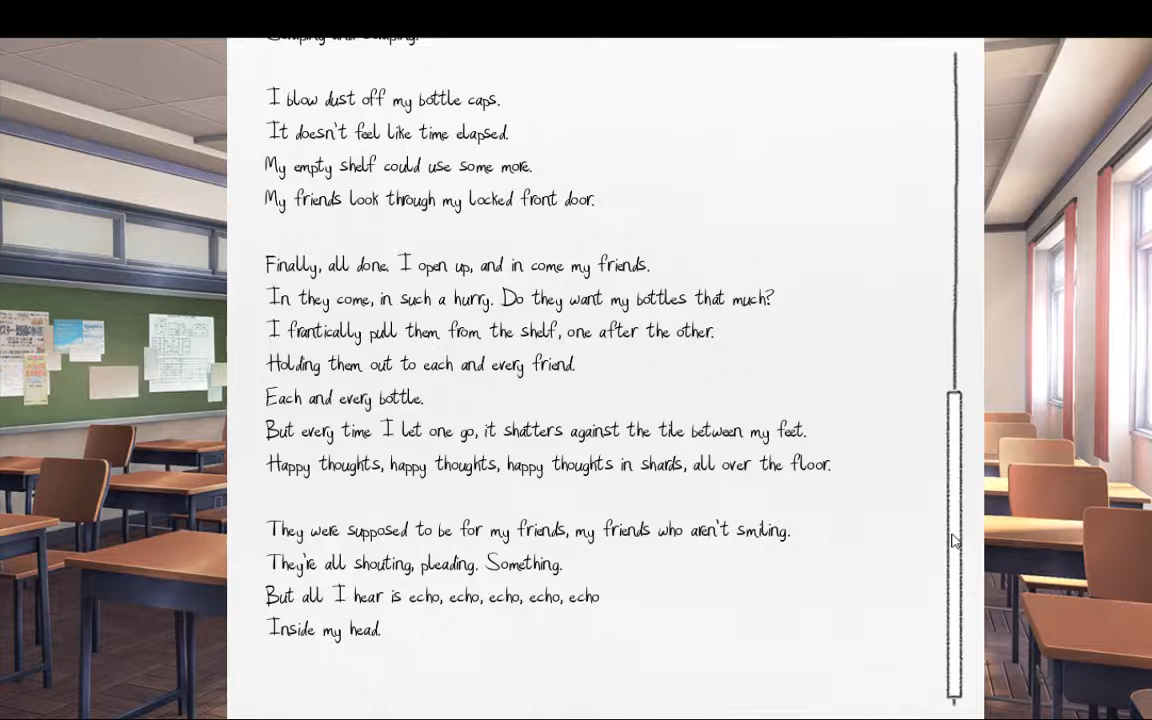 I blow dust off my bottle caps.
It doesn't feel like time elapsed.
My empty shelf could use some more.
My friends look through my locked front door.
Finally, all done. I open up, and in come my friends.
In they come, in such a hurry. Do they want my bottles that much?
I frantically pull them from the shelf, one after the other.
Holding them out to each and every friend.
Each and every bottle.
But every time I let one go, it shatters against the tile between my feet.
Happy thoughts, happy thoughts, happy thoughts in shards, all over the floor.
They were supposed to be for my friends, my friends who aren't smiling.
They're all shouting, pleading. Something.
But all I hear is echo, echo, echo, echo, echo
Inside my head.